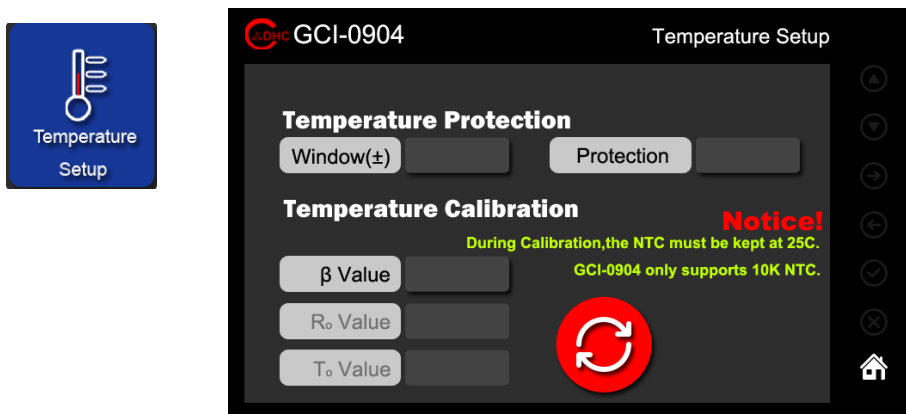 Temperature
Setup
ADHC GCI-0904
Temperature Setup
Temperature Protection
Window(±)
Protection
Temperature Calibration
Notice!
During Calibration,the NTC must be kept at 25C.
GCI-0904 only supports 10K NTC.
β Value
R₀ Value
T₀ Value